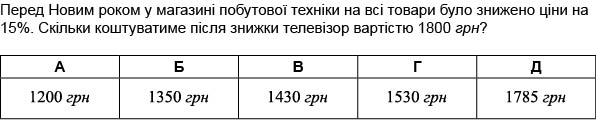 Перед Новим роком у магазині побутової техніки на всі товари було знижено ціни на
15%. Скільки коштуватиме після знижки телевізор вартістю 1800 грн?
А Б В Г Д
1200 грн 1350 грн 1430 грн 1530 грн 1785 грн